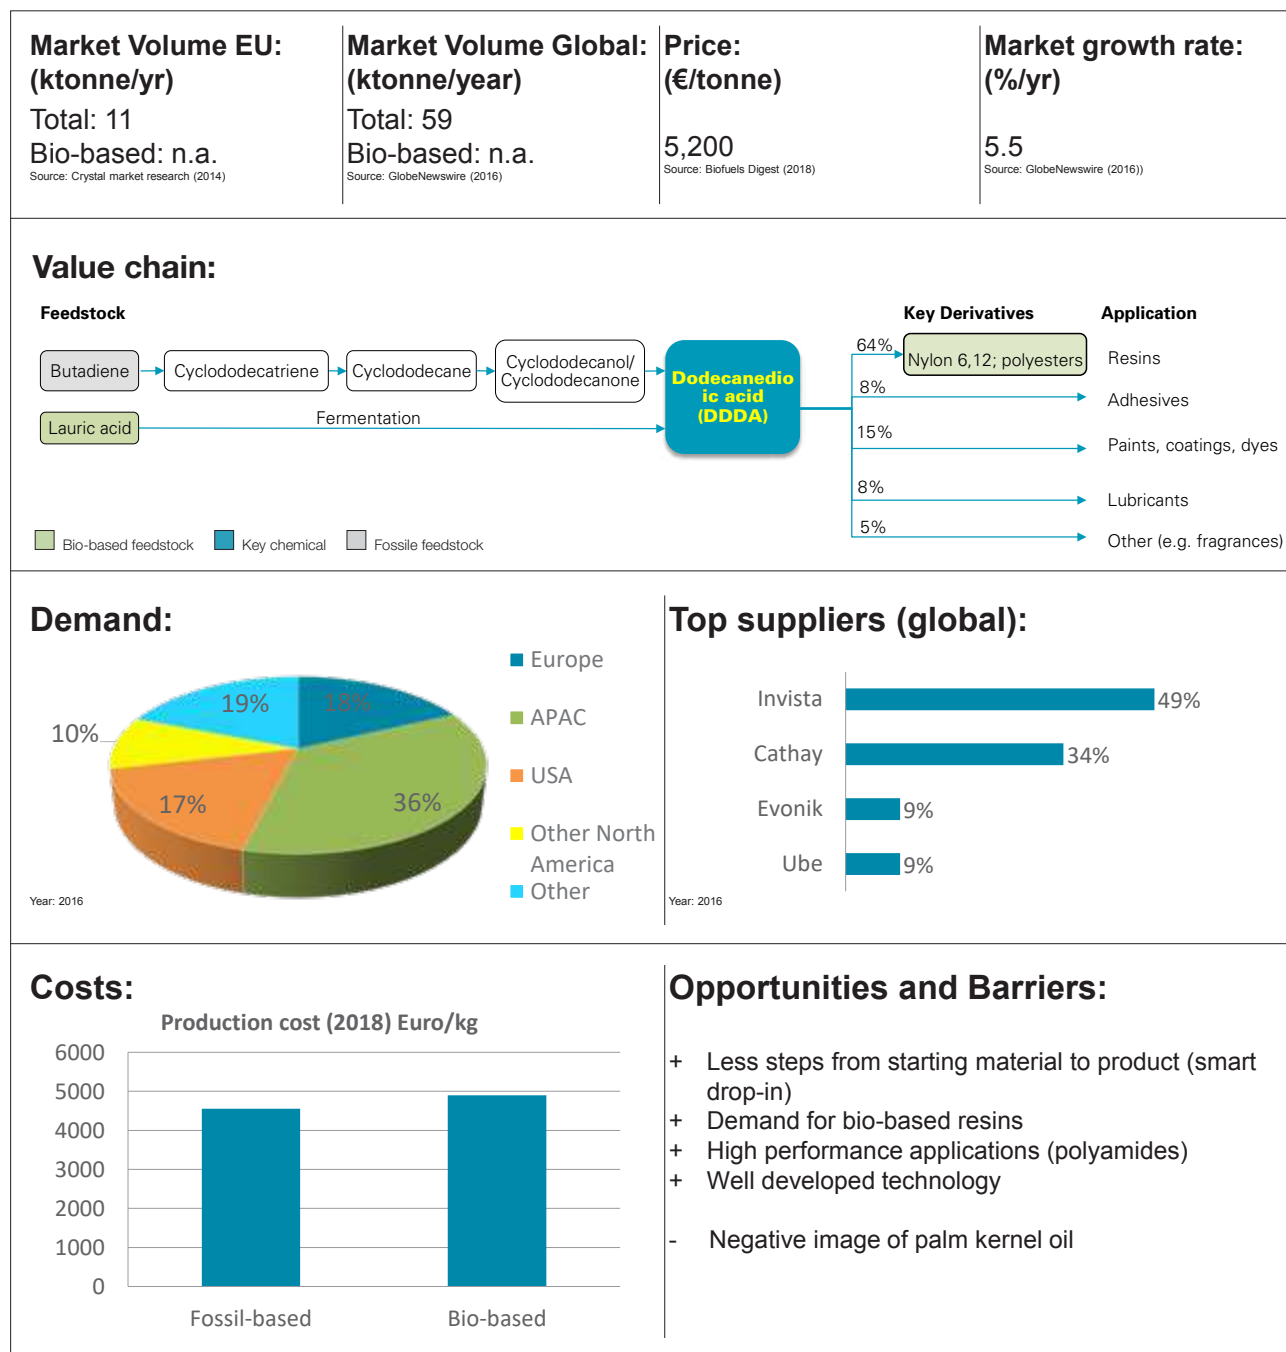 Market Volume EU:
(ktonne/yr)
Total: 11
Bio-based: n.a.
Source: Crystal market research (2014)
Market Volume Global:
(ktonne/year)
Total: 59
Bio-based: n.a.
Source: GlobeNewswire (2016)
Price:
(€/tonne)
5,200
Source: Biofuels Digest (2018)
Market growth rate:
(%/yr)
5.5
Source: GlobeNewswire (2016))
Value chain:
Feedstock
Key Derivatives
Application
Butadiene
Cyclododecatriene
Cyclododecane
Cyclododecanol/
Cyclododecanone
Lauric acid
Fermentation
Dodecanedio
ic acid
(DDDA)
64%
Nylon 6,12; polyesters
Resins
8%
Adhesives
15%
Paints, coatings, dyes
8%
Lubricants
5%
Other (e.g. fragrances)
Bio-based feedstock
Key chemical
Fossile feedstock
Demand:
19%
18%
10%
17%
36%
Europe
APAC
USA
Other North
America
Other
Year: 2016
Top suppliers (global):
Invista
49%
Cathay
34%
Evonik
9%
Ube
9%
Year: 2016
Costs:
Production cost (2018) Euro/kg
6000
5000
4000
3000
2000
1000
0
Fossil-based
Bio-based
Opportunities and Barriers:
+ Less steps from starting material to product (smart
drop-in)
+ Demand for bio-based resins
+ High performance applications (polyamides)
+ Well developed technology
- Negative image of palm kernel oil